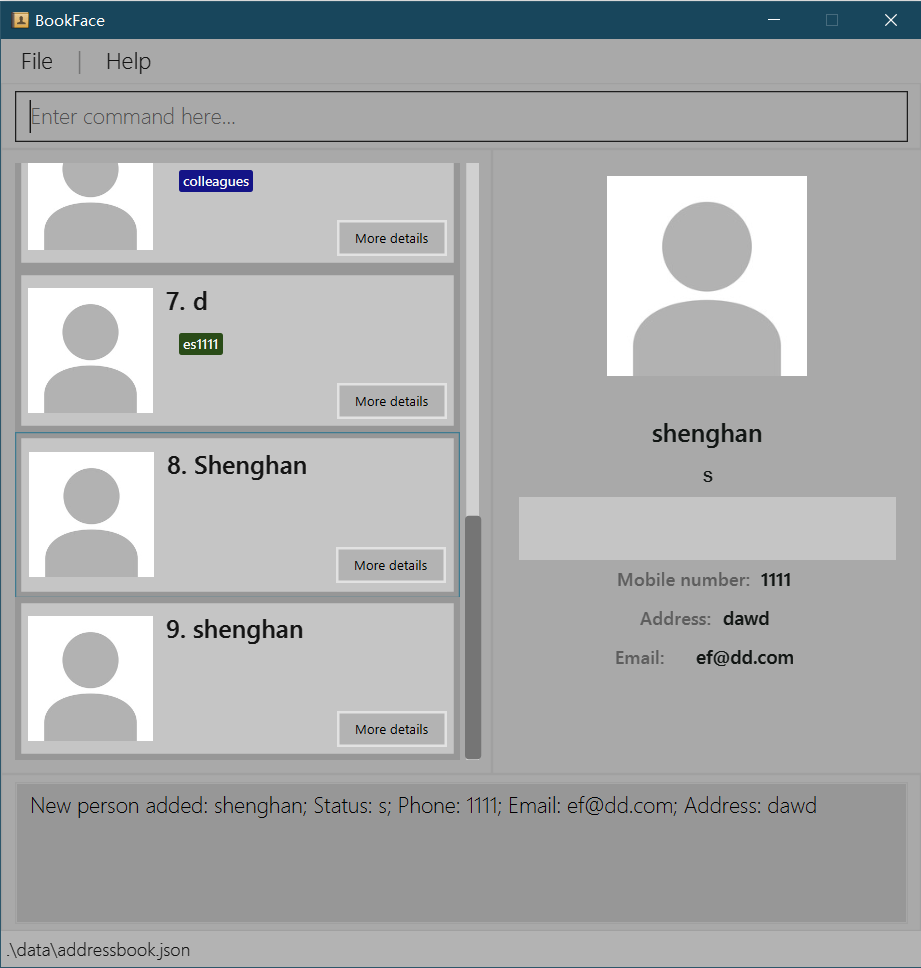 BookFace
File | Help
Enter command here...
colleagues
More details
7. d
es1111
More details
8. Shenghan
More details
9. shenghan
More details
shenghan
s
Mobile number: 1111
Address: dawd
Email: ef@dd.com
New person added: shenghan; Status: s; Phone: 1111; Email: ef@dd.com; Address: dawd
.\data\addressbook.json